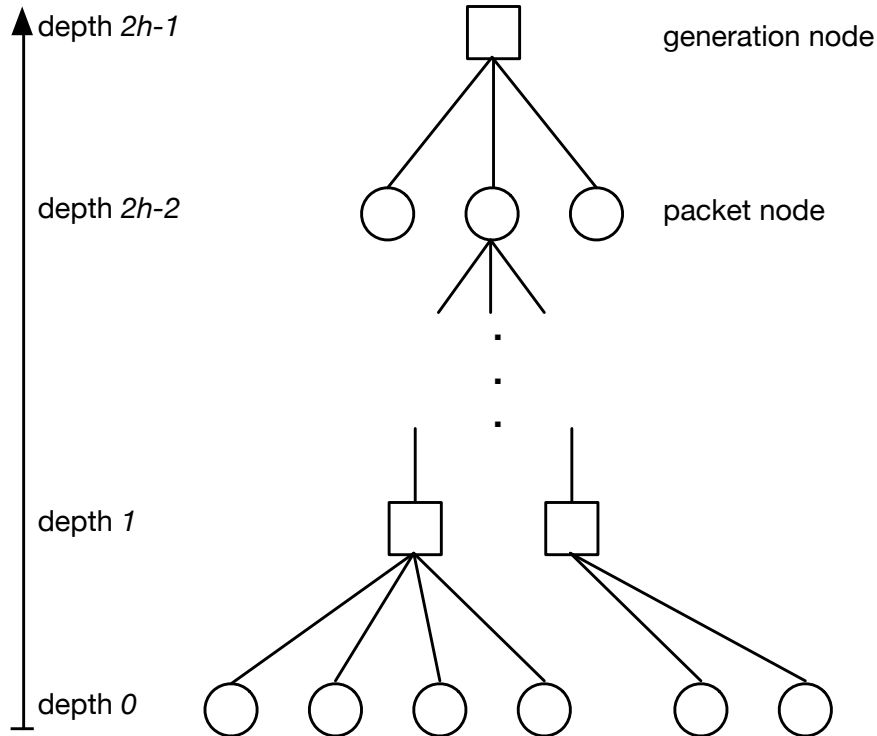 depth 2h-1
generation node
depth 2h-2
packet node
depth 1
depth 0